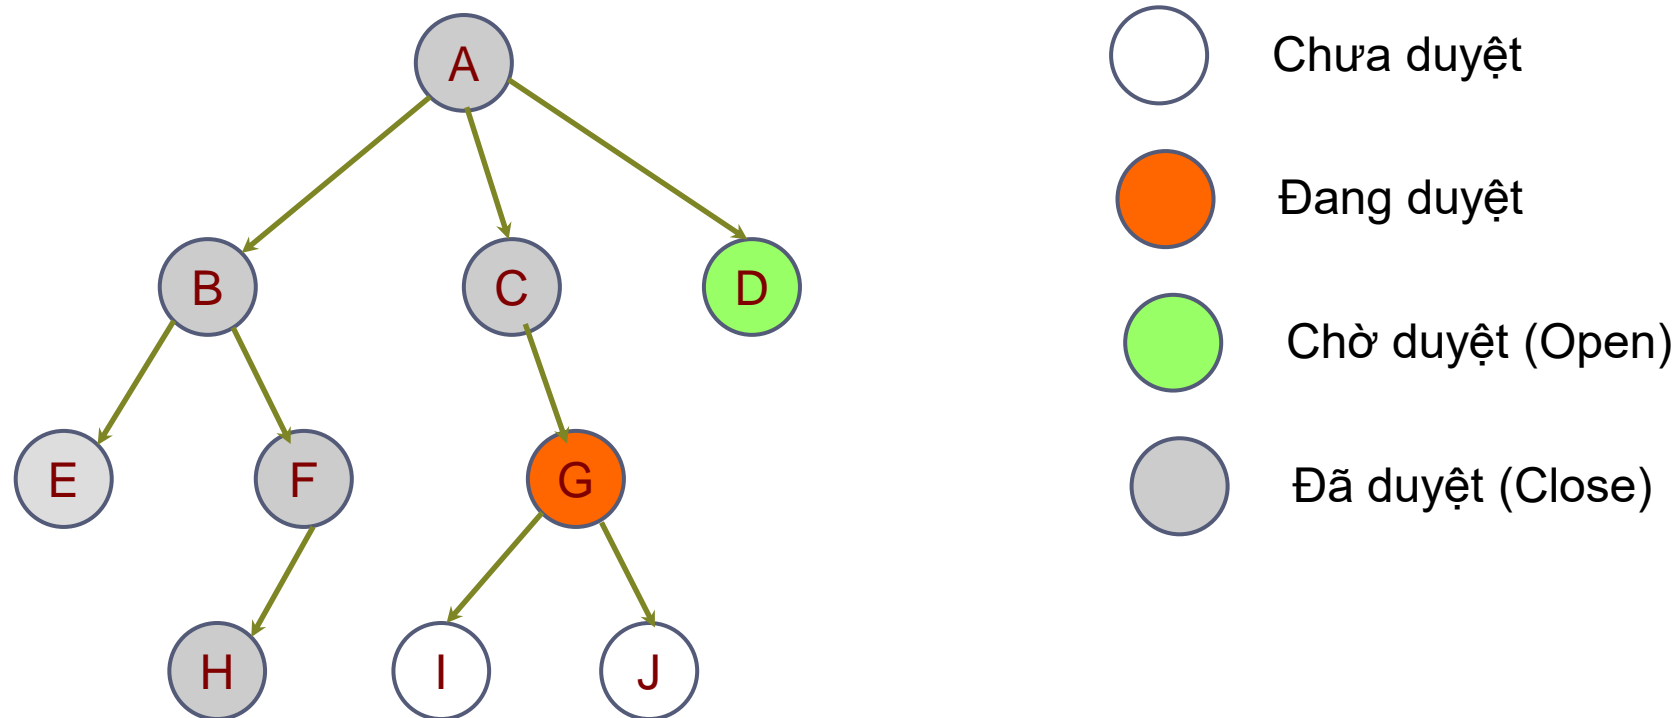 A
B
C
D
E
F
G
H
I
J
Chưa duyệt
Đang duyệt
Chờ duyệt (Open)
Đã duyệt (Close)